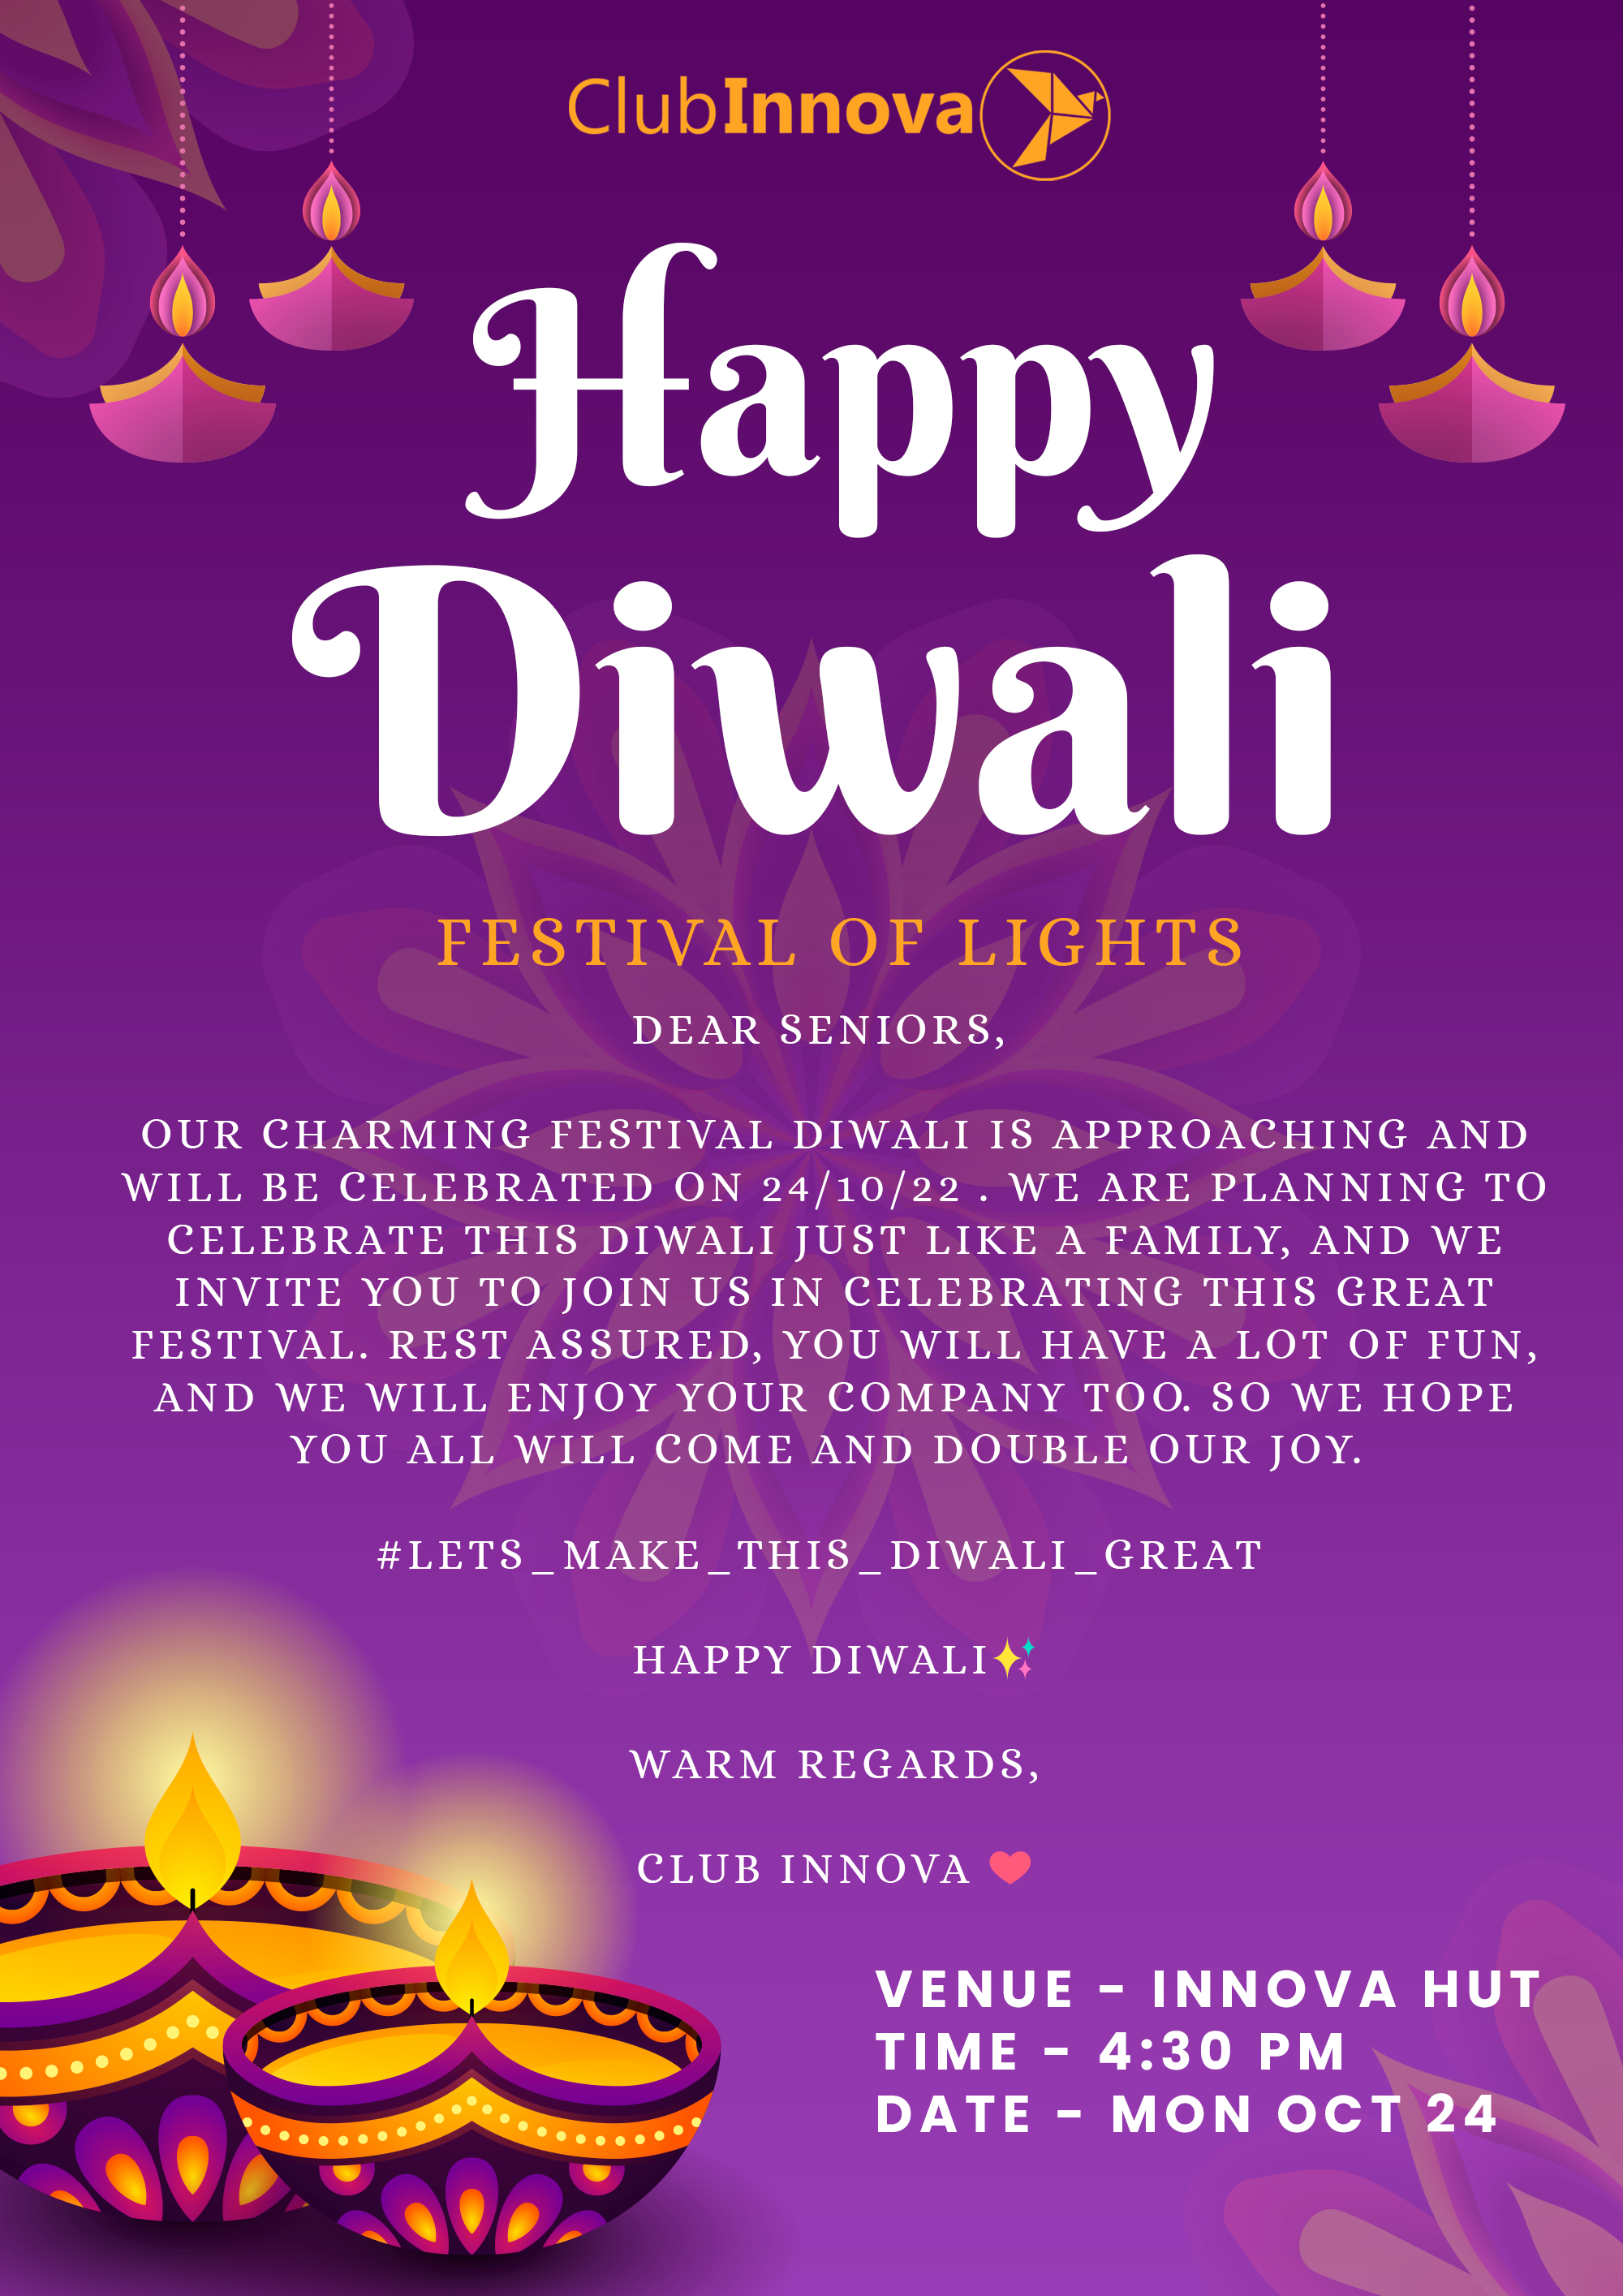 ClubInnova
Happy
Diwali
FESTIVAL OF LIGHTS
DEAR SENIORS,
OUR CHARMING FESTIVAL DIWALI IS APPROACHING AND
WILL BE CELEBRATED ON 24/10/22 . WE ARE PLANNING TO
CELEBRATE THIS DIWALI JUST LIKE A FAMILY, AND WE
INVITE YOU TO JOIN US IN CELEBRATING THIS GREAT
FESTIVAL. REST ASSURED, YOU WILL HAVE A LOT OF FUN,
AND WE WILL ENJOY YOUR COMPANY TOO. SO WE HOPE
YOU ALL WILL COME AND DOUBLE OUR JOY.
#LETS_MAKE_THIS_DIWALI_GREAT
HAPPY DIWALI✨
WARM REGARDS,
CLUB INNOVA ❤
VENUE - INNOVA HUT
TIME - 4:30 PM
DATE - MON OCT 24